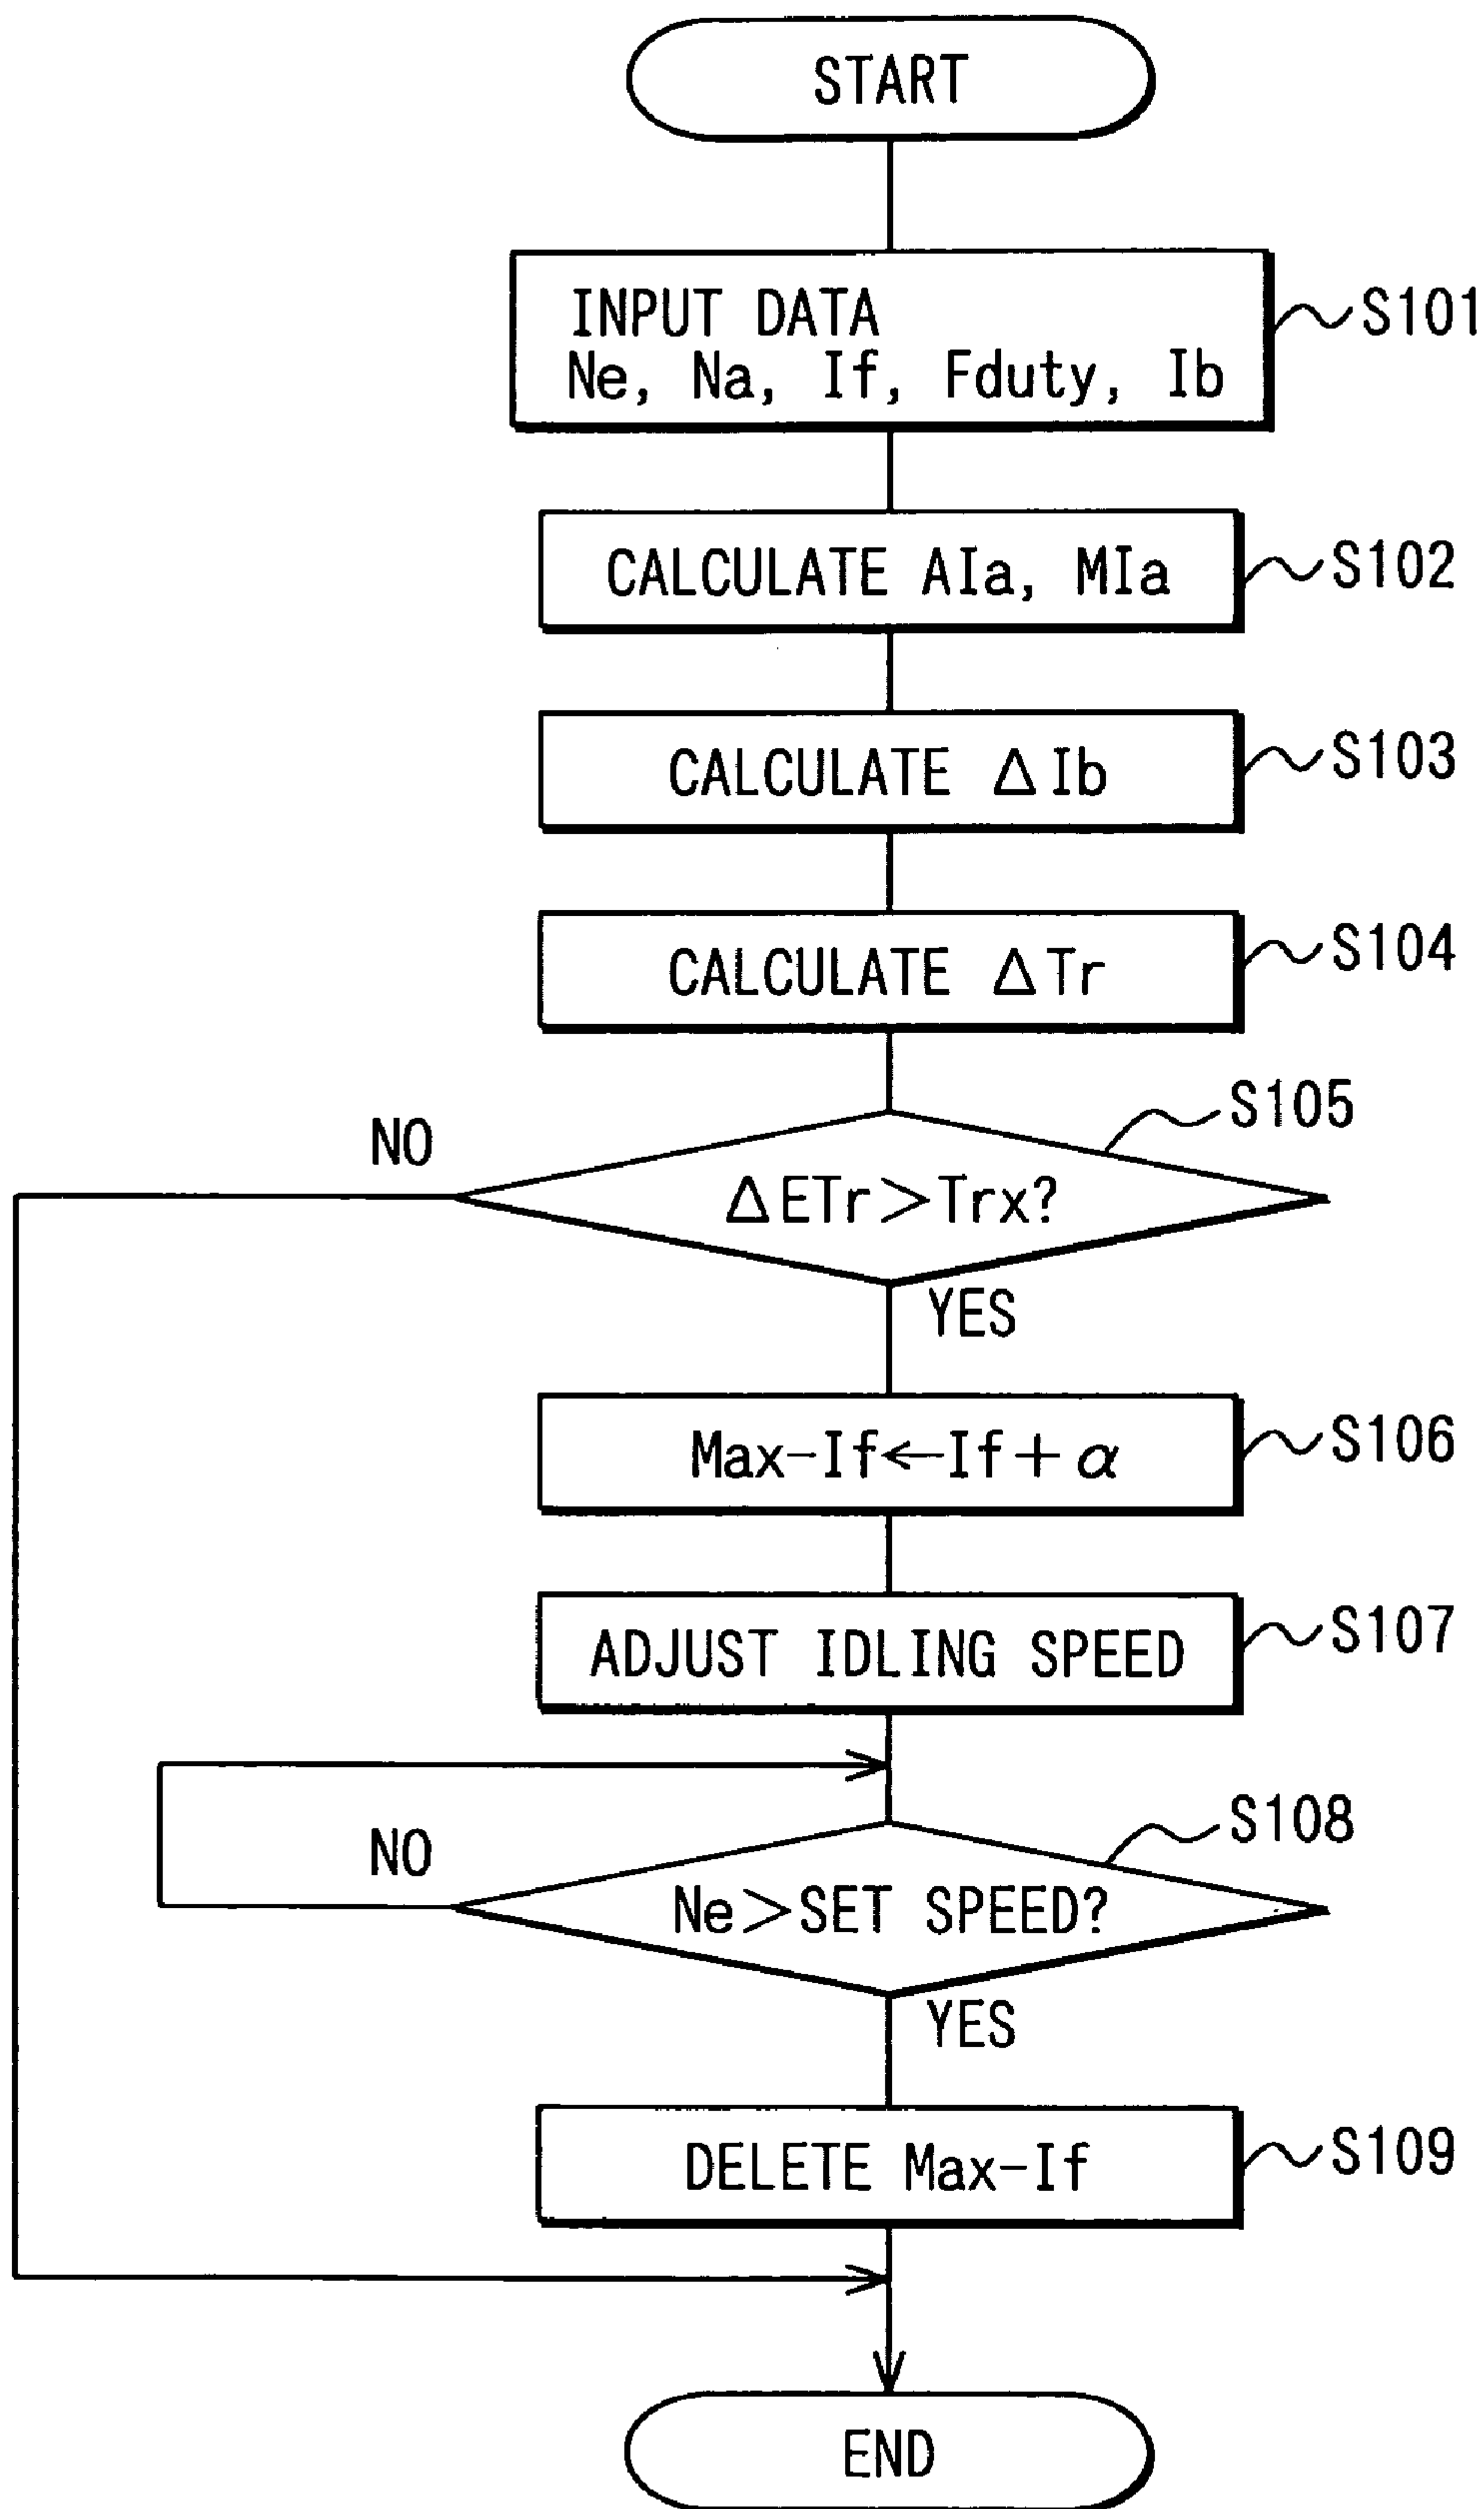 START
INPUT DATA
Ne, Na, If, Fduty, Ib
S101
CALCULATE AIa, MIa
S102
CALCULATE ΔIb
S103
CALCULATE ΔTr
S104
S105
NO
ΔETr>Trx?
YES
Max-If←If+α
S106
ADJUST IDLING SPEED
S107
S108
NO
Ne>SET SPEED?
YES
DELETE Max-If
S109
END